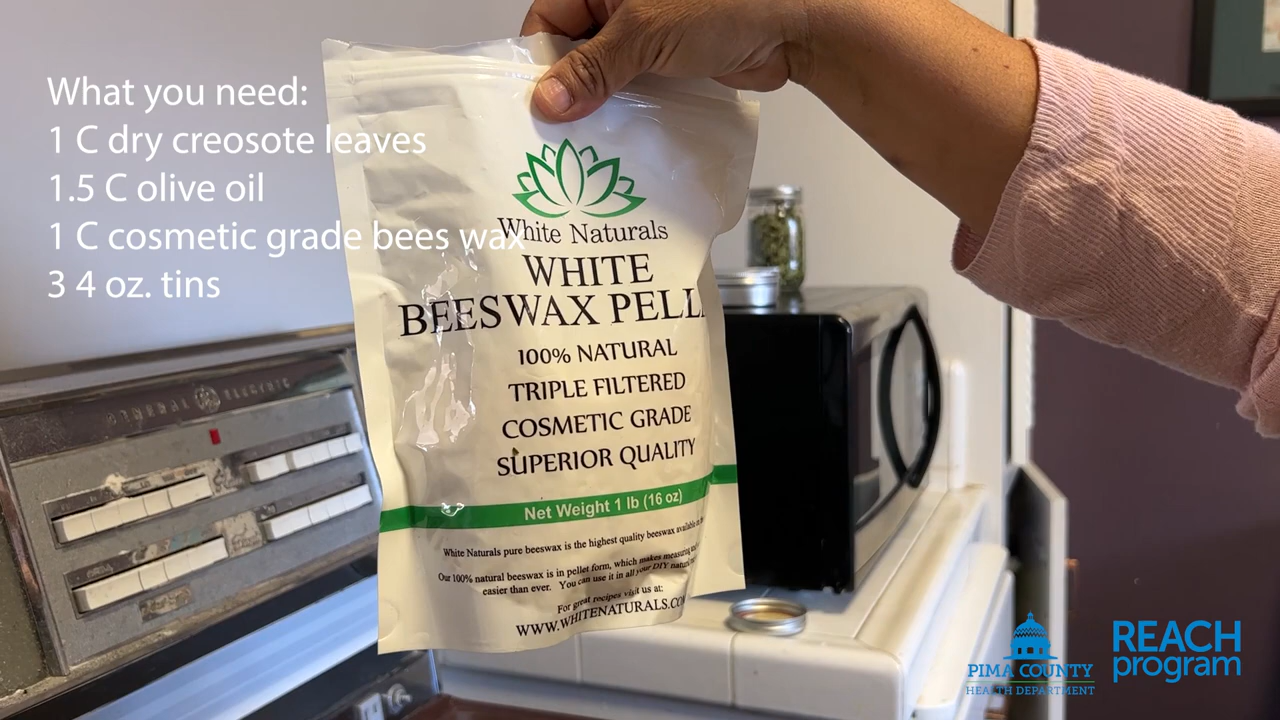 What you need:
1 C dry creosote leaves
1.5 C olive oil
1 C cosmetic grade bees wax
3 4 oz. tins
White Naturals
WHITE
BEESWAX PELL
100% NATURAL
TRIPLE FILTERED
COSMETIC GRADE
SUPERIOR QUALITY
Net Weight 1 lb (16 oz)
White Naturals pure beeswax is the highest quality beeswax available
Our 100% natural beeswax is in pellet form, which makes measuring
easier than ever. You can use it in all your DIY
For great recipes visit us at:
WWW.WHITENATURALS.CO
GENERAL ELECTRIC
PIMA COUNTY
HEALTH DEPARTMENT
REACH
program